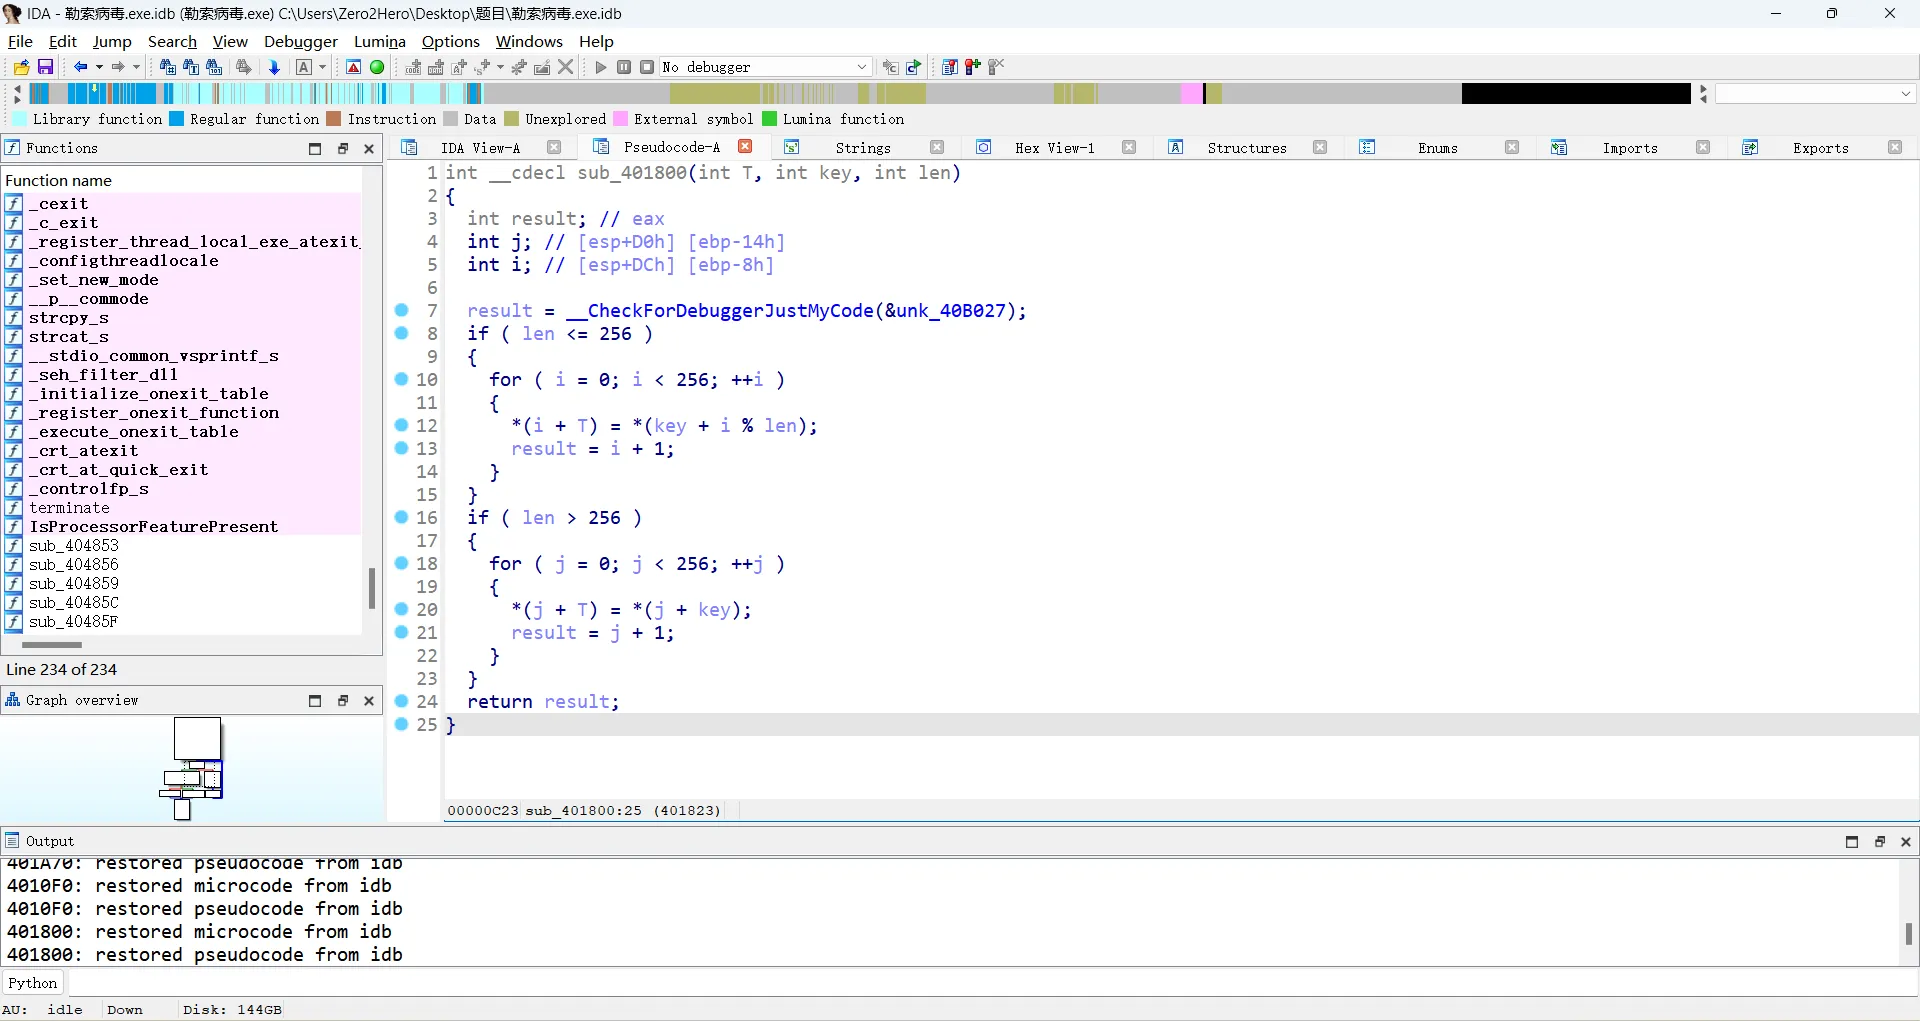 IDA - 勒索病毒.exe.idb (勒索病毒.exe) C:\Users\Zero2Hero\Desktop\题目\勒索病毒.exe.idb
File Edit Jump Search View Debugger Lumina Options Windows Help
No debugger
Library function Regular function Instruction Data Unexplored External symbol Lumina function
Functions
IDA View-A Pseudocode-A Strings Hex View-1 Structures Enums Imports Exports
Function name
_cexit
_c_exit
_register_thread_local_exe_atexit_
_configthreadlocale
_set_new_mode
__p__commode
strcpy_s
strcat_s
__stdio_common_vsprintf_s
_seh_filter_dll
_initialize_onexit_table
_register_onexit_function
_execute_onexit_table
_crt_atexit
_crt_at_quick_exit
_controlfp_s
terminate
IsProcessorFeaturePresent
sub_404853
sub_404856
sub_404859
sub_40485C
sub_40485F
Line 234 of 234
Graph overview
1 int __cdecl sub_401800(int T, int key, int len)
2 {
3 int result; // eax
4 int j; // [esp+D0h] [ebp-14h]
5 int i; // [esp+DCh] [ebp-8h]
6
7 result = __CheckForDebuggerJustMyCode(&unk_40B027);
8 if ( len <= 256 )
9 {
10 for ( i = 0; i < 256; ++i )
11 {
12 *(i + T) = *(key + i % len);
13 result = i + 1;
14 }
15 }
16 if ( len > 256 )
17 {
18 for ( j = 0; j < 256; ++j )
19 {
20 *(j + T) = *(j + key);
21 result = j + 1;
22 }
23 }
24 return result;
25 }
00000C23 sub_401800:25 (401823)
Output
401A70: restored pseudocode from idb
4010F0: restored microcode from idb
4010F0: restored pseudocode from idb
401800: restored microcode from idb
401800: restored pseudocode from idb
Python
AU: idle Down Disk: 144GB